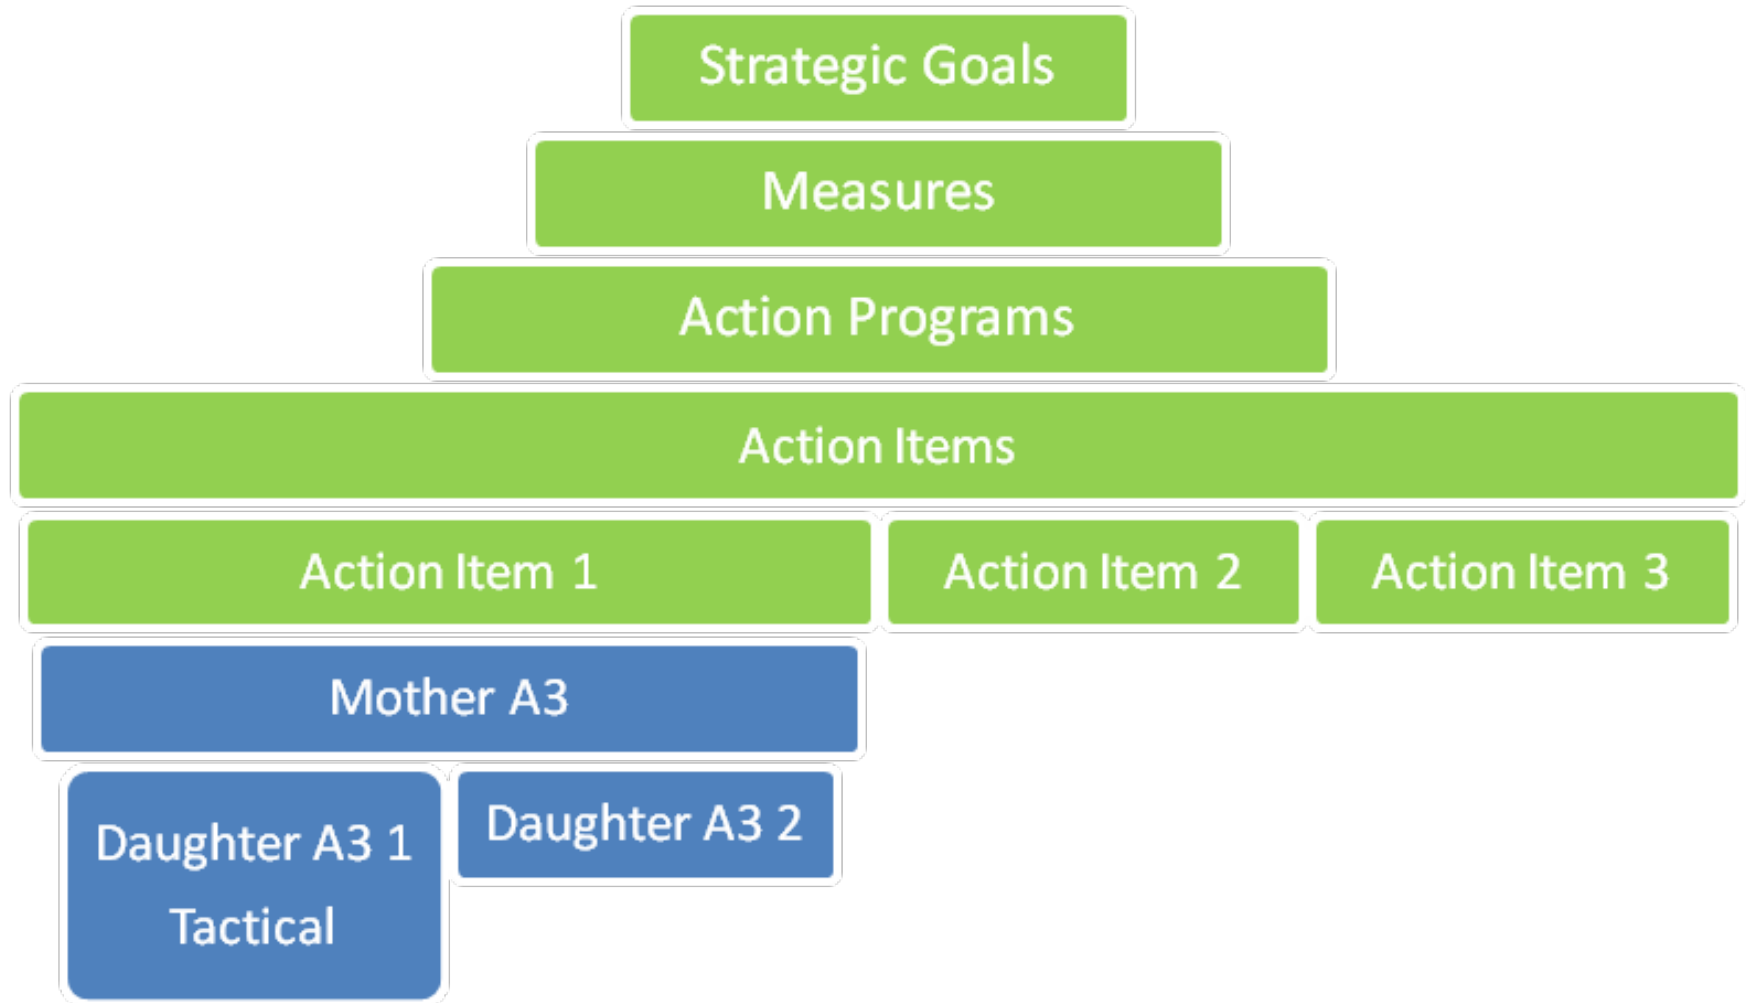 Strategic Goals
Measures
Action Programs
Action Items
Action Item 1
Action Item 2
Action Item 3
Mother A3
Daughter A3 1
Tactical
Daughter A3 2